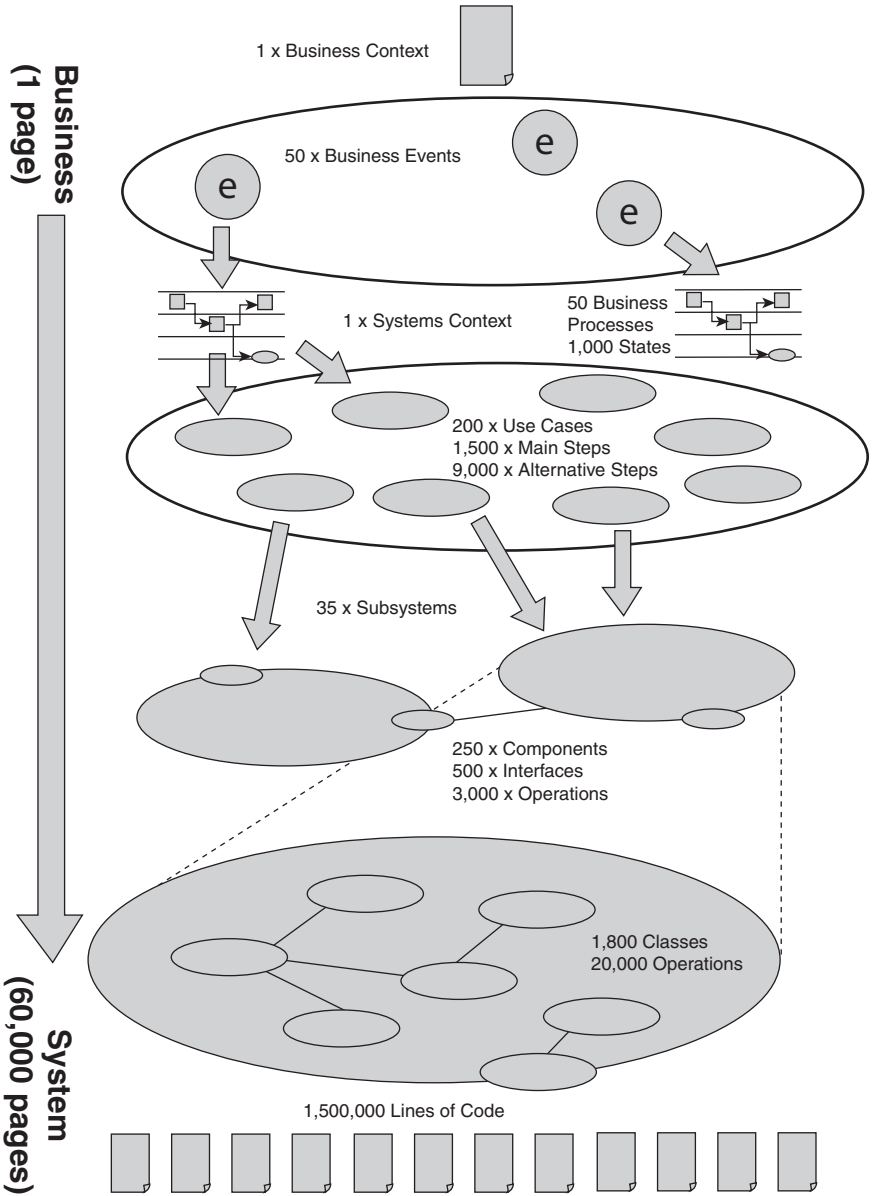 1 x Business Context
Business
(1 page)
50 x Business Events
e
e
e
1 x Systems Context
50 Business
Processes
1,000 States
200 x Use Cases
1,500 x Main Steps
9,000 x Alternative Steps
35 x Subsystems
250 x Components
500 x Interfaces
3,000 x Operations
1,800 Classes
20,000 Operations
System
(60,000 pages)
1,500,000 Lines of Code